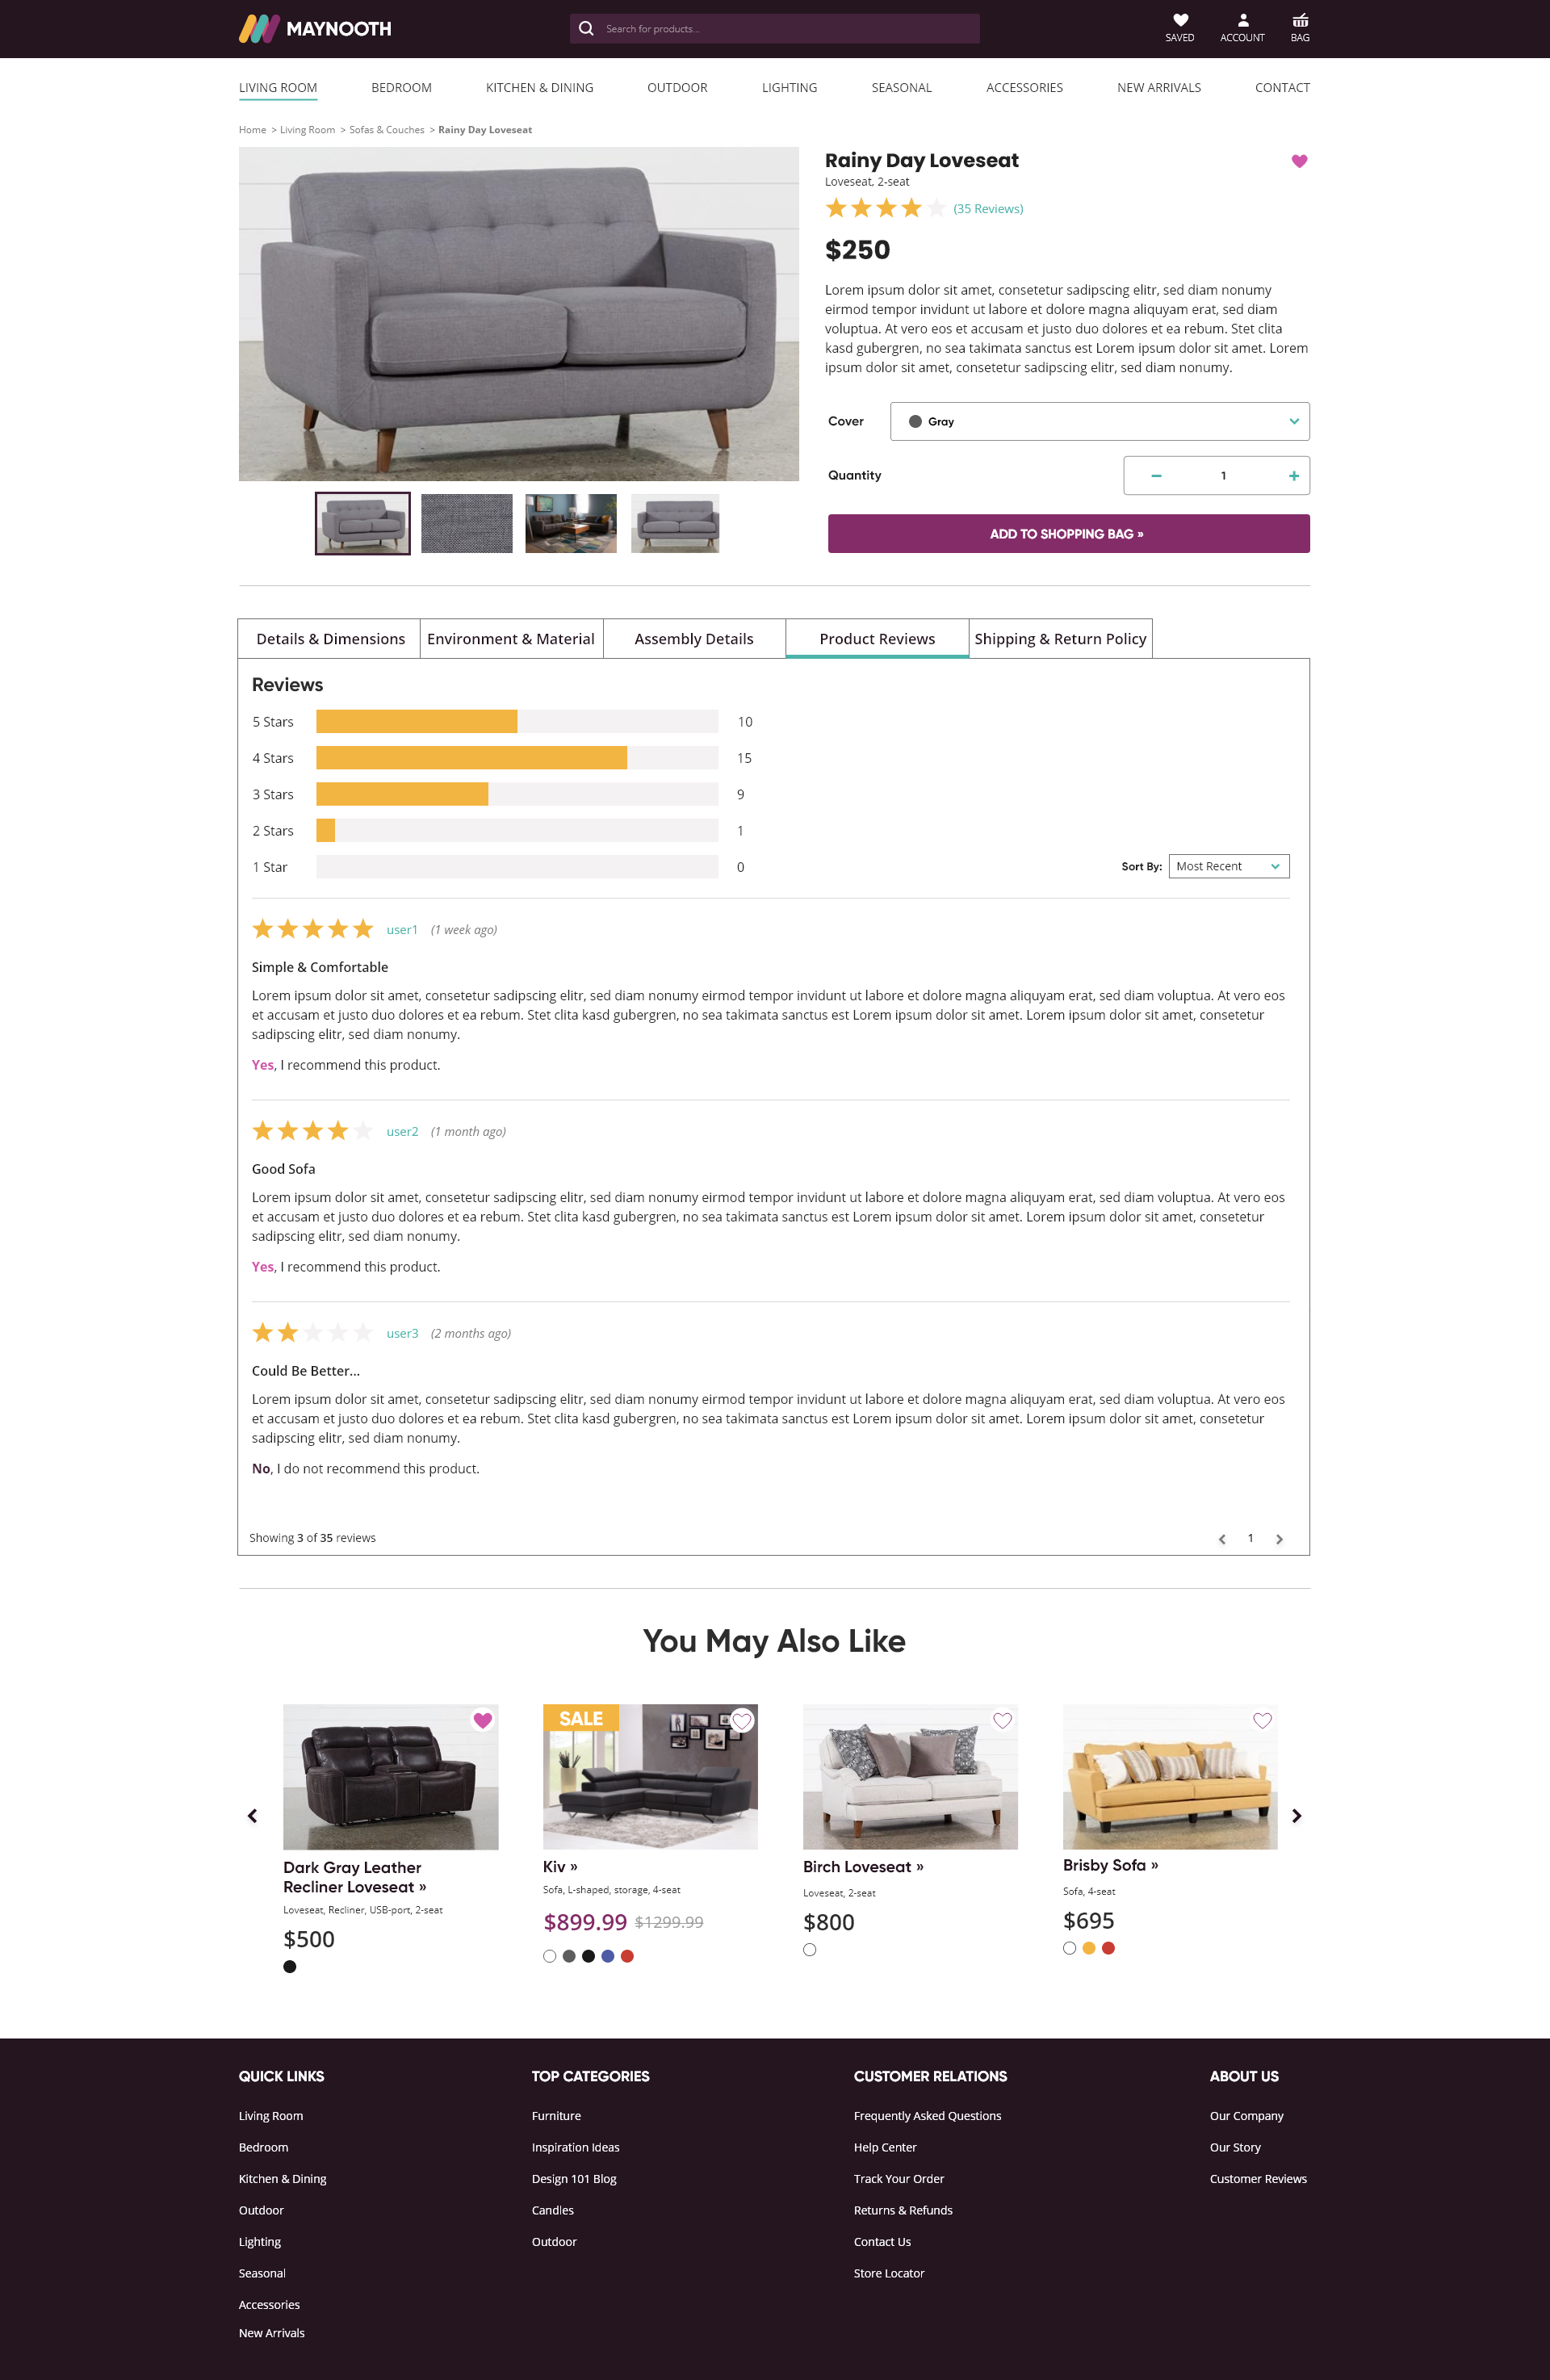 MAYNOOTH
Search for products...
SAVED
ACCOUNT
BAG
LIVING ROOM
BEDROOM
KITCHEN & DINING
OUTDOOR
LIGHTING
SEASONAL
ACCESSORIES
NEW ARRIVALS
CONTACT
Home > Living Room > Sofas & Couches > Rainy Day Loveseat
Rainy Day Loveseat
Loveseat, 2-seat
(35 Reviews)
$250
Lorem ipsum dolor sit amet, consetetur sadipscing elitr, sed diam nonumy
eirmod tempor invidunt ut labore et dolore magna aliquyam erat, sed diam
voluptua. At vero eos et accusam et justo duo dolores et ea rebum. Stet clita
kasd gubergren, no sea takimata sanctus est Lorem ipsum dolor sit amet. Lorem
ipsum dolor sit amet, consetetur sadipscing elitr, sed diam nonumy.
Cover
Gray
Quantity
1
ADD TO SHOPPING BAG »
Details & Dimensions
Environment & Material
Assembly Details
Product Reviews
Shipping & Return Policy
Reviews
5 Stars 10
4 Stars 15
3 Stars 9
2 Stars 1
1 Star 0
Sort By: Most Recent
user1 (1 week ago)
Simple & Comfortable
Lorem ipsum dolor sit amet, consetetur sadipscing elitr, sed diam nonumy eirmod tempor invidunt ut labore et dolore magna aliquyam erat, sed diam voluptua. At vero eos
et accusam et justo duo dolores et ea rebum. Stet clita kasd gubergren, no sea takimata sanctus est Lorem ipsum dolor sit amet. Lorem ipsum dolor sit amet, consetetur
sadipscing elitr, sed diam nonumy.
Yes, I recommend this product.
user2 (1 month ago)
Good Sofa
Lorem ipsum dolor sit amet, consetetur sadipscing elitr, sed diam nonumy eirmod tempor invidunt ut labore et dolore magna aliquyam erat, sed diam voluptua. At vero eos
et accusam et justo duo dolores et ea rebum. Stet clita kasd gubergren, no sea takimata sanctus est Lorem ipsum dolor sit amet. Lorem ipsum dolor sit amet, consetetur
sadipscing elitr, sed diam nonumy.
Yes, I recommend this product.
user3 (2 months ago)
Could Be Better...
Lorem ipsum dolor sit amet, consetetur sadipscing elitr, sed diam nonumy eirmod tempor invidunt ut labore et dolore magna aliquyam erat, sed diam voluptua. At vero eos
et accusam et justo duo dolores et ea rebum. Stet clita kasd gubergren, no sea takimata sanctus est Lorem ipsum dolor sit amet. Lorem ipsum dolor sit amet, consetetur
sadipscing elitr, sed diam nonumy.
No, I do not recommend this product.
Showing 3 of 35 reviews
1
You May Also Like
Dark Gray Leather
Recliner Loveseat »
Loveseat, Recliner, USB-port, 2-seat
$500
SALE
Kiv »
Sofa, L-shaped, storage, 4-seat
$899.99 $1299.99
Birch Loveseat »
Loveseat, 2-seat
$800
Brisby Sofa »
Sofa, 4-seat
$695
QUICK LINKS
Living Room
Bedroom
Kitchen & Dining
Outdoor
Lighting
Seasonal
Accessories
New Arrivals
TOP CATEGORIES
Furniture
Inspiration Ideas
Design 101 Blog
Candles
Outdoor
CUSTOMER RELATIONS
Frequently Asked Questions
Help Center
Track Your Order
Returns & Refunds
Contact Us
Store Locator
ABOUT US
Our Company
Our Story
Customer Reviews